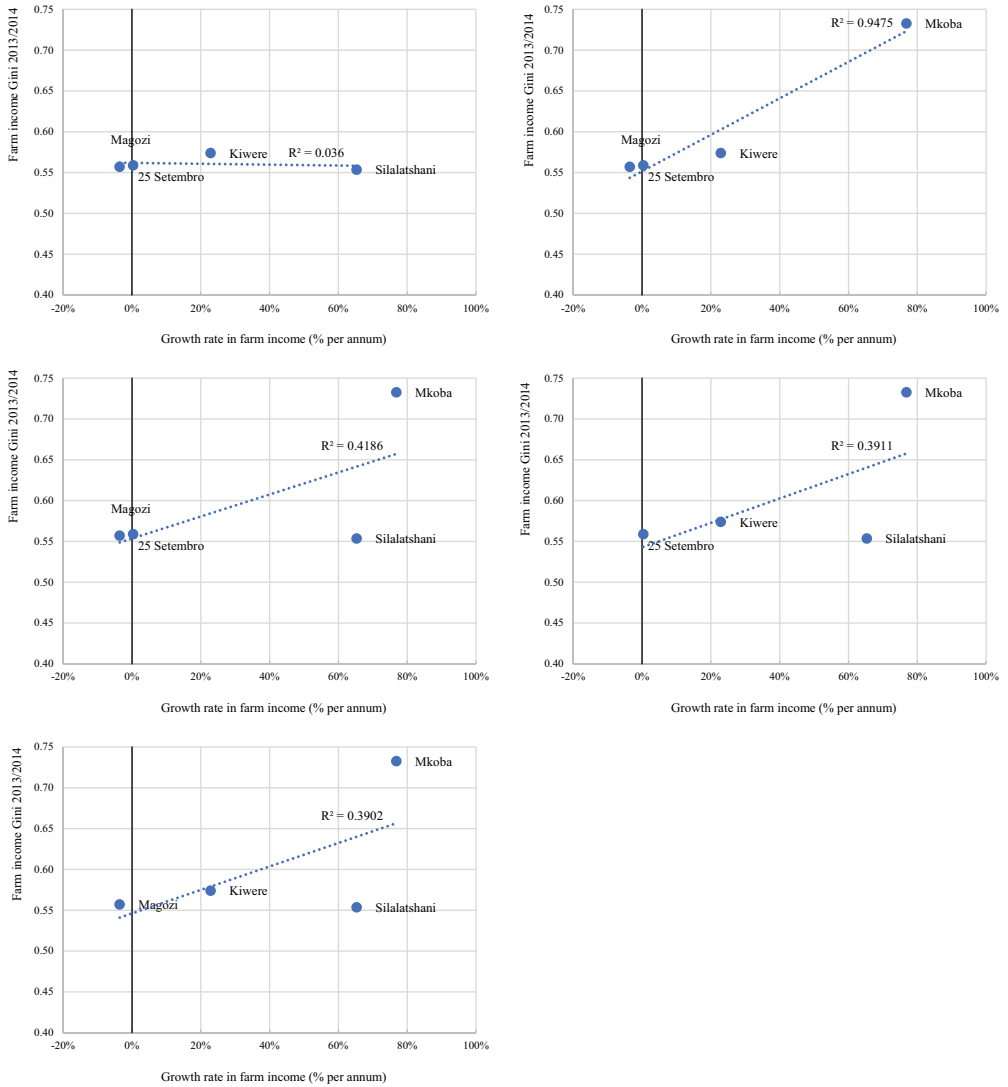 Farm income Gini 2013/2014
0.75
0.70
0.65
0.60
0.55
0.50
0.45
0.40
Magozi
25 Setembro
Kiwere
R² = 0.036
Silalatshani
-20% 0% 20% 40% 60% 80% 100%
Growth rate in farm income (% per annum)
Farm income Gini 2013/2014
0.75
0.70
0.65
0.60
0.55
0.50
0.45
0.40
R² = 0.9475
Mkoba
Magozi
25 Setembro
Kiwere
-20% 0% 20% 40% 60% 80% 100%
Growth rate in farm income (% per annum)
Farm income Gini 2013/2014
0.75
0.70
0.65
0.60
0.55
0.50
0.45
0.40
Mkoba
R² = 0.4186
Magozi
25 Setembro
Silalatshani
-20% 0% 20% 40% 60% 80% 100%
Growth rate in farm income (% per annum)
Farm income Gini 2013/2014
0.75
0.70
0.65
0.60
0.55
0.50
0.45
0.40
Mkoba
R² = 0.3911
Kiwere
25 Setembro
Silalatshani
-20% 0% 20% 40% 60% 80% 100%
Growth rate in farm income (% per annum)
Farm income Gini 2013/2014
0.75
0.70
0.65
0.60
0.55
0.50
0.45
0.40
Mkoba
R² = 0.3902
Kiwere
Magozi
Silalatshani
-20% 0% 20% 40% 60% 80% 100%
Growth rate in farm income (% per annum)